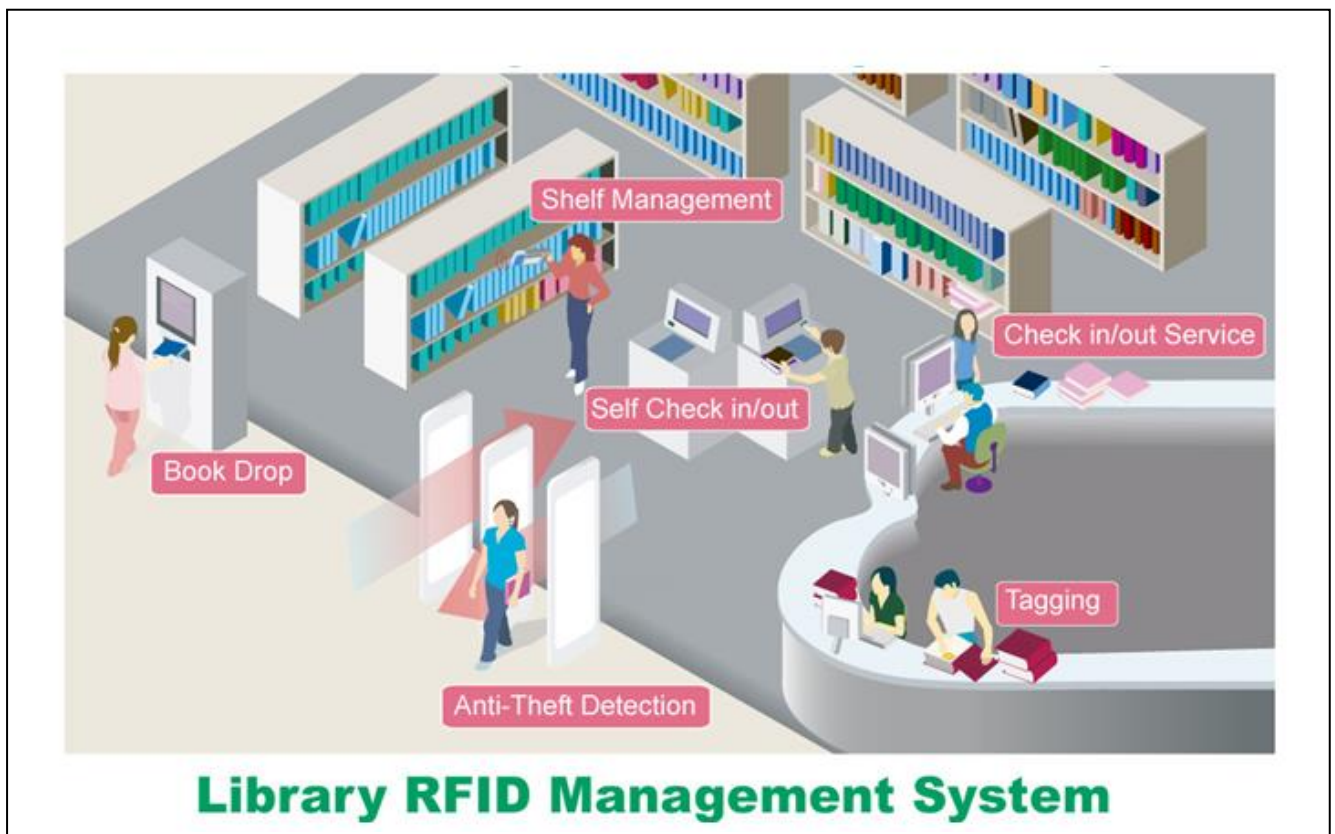 Shelf Management
Check in/out Service
Self Check in/out
Book Drop
Tagging
Anti-Theft Detection
Library RFID Management System